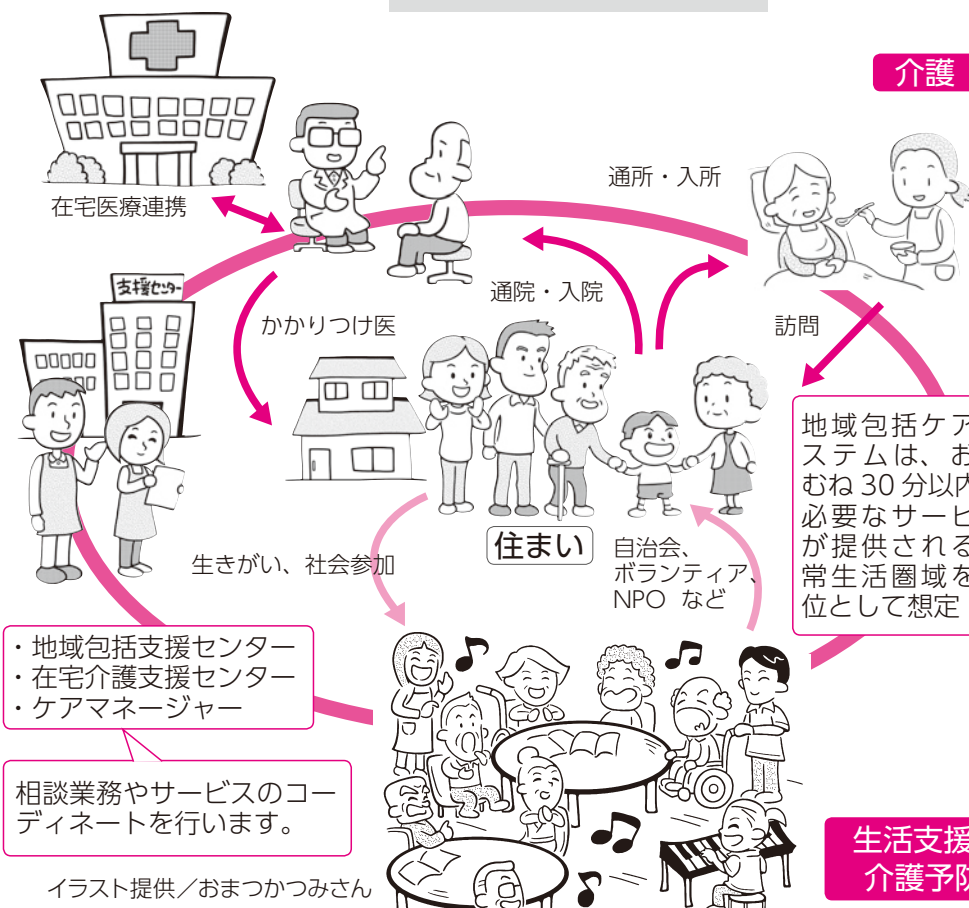 介護
通所・入所
在宅医療連携
支援センター
通院・入院
かかりつけ医
訪問
地域包括ケア
ステムは、お
むね 30 分以内
必要なサービ
が提供される
常生活圏域を
位として想定
住まい
生きがい、社会参加
自治会、
ボランティア、
NPO など
・地域包括支援センター
・在宅介護支援センター
・ケアマネージャー
相談業務やサービスのコー
ディネートを行います。
生活支援
介護予防
イラスト提供／おまつかつみさん